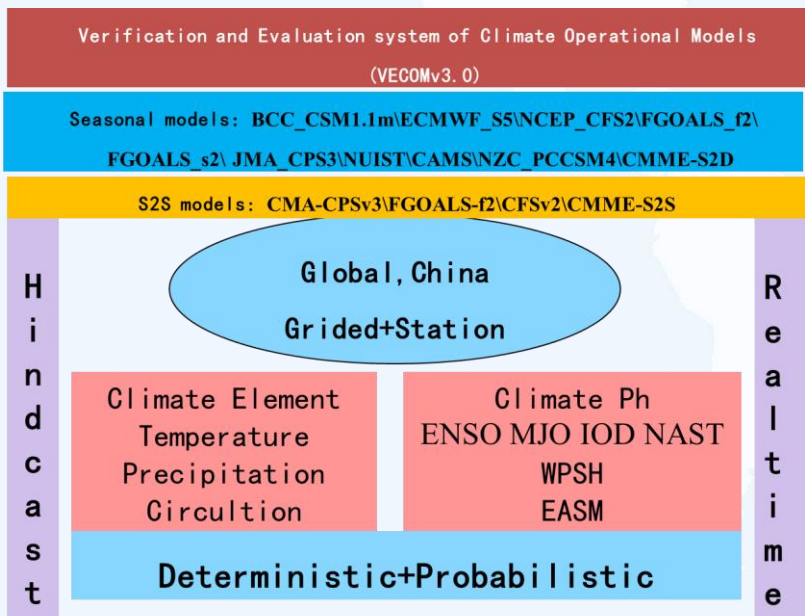 Verification and Evaluation system of Climate Operational Models
(VECOMv3.0)
Seasonal models: BCC_CSM1.1m\ECMWF_S5\NCEP_CFS2\FGOALS_f2\
FGOALS_s2\ JMA_CPS3\NUIST\CAMS\NZC_PCCSM4\CMME-S2D
S2S models: CMA-CPSv3\FGOALS-f2\CFSv2\CMME-S2S
Hindcast
Global,China
Grided+Station
Climate Element
Temperature
Precipitation
Circultion
Climate Ph
ENSO MJO IOD NAST
WPSH
EASM
Deterministic+Probabilistic
Realtime